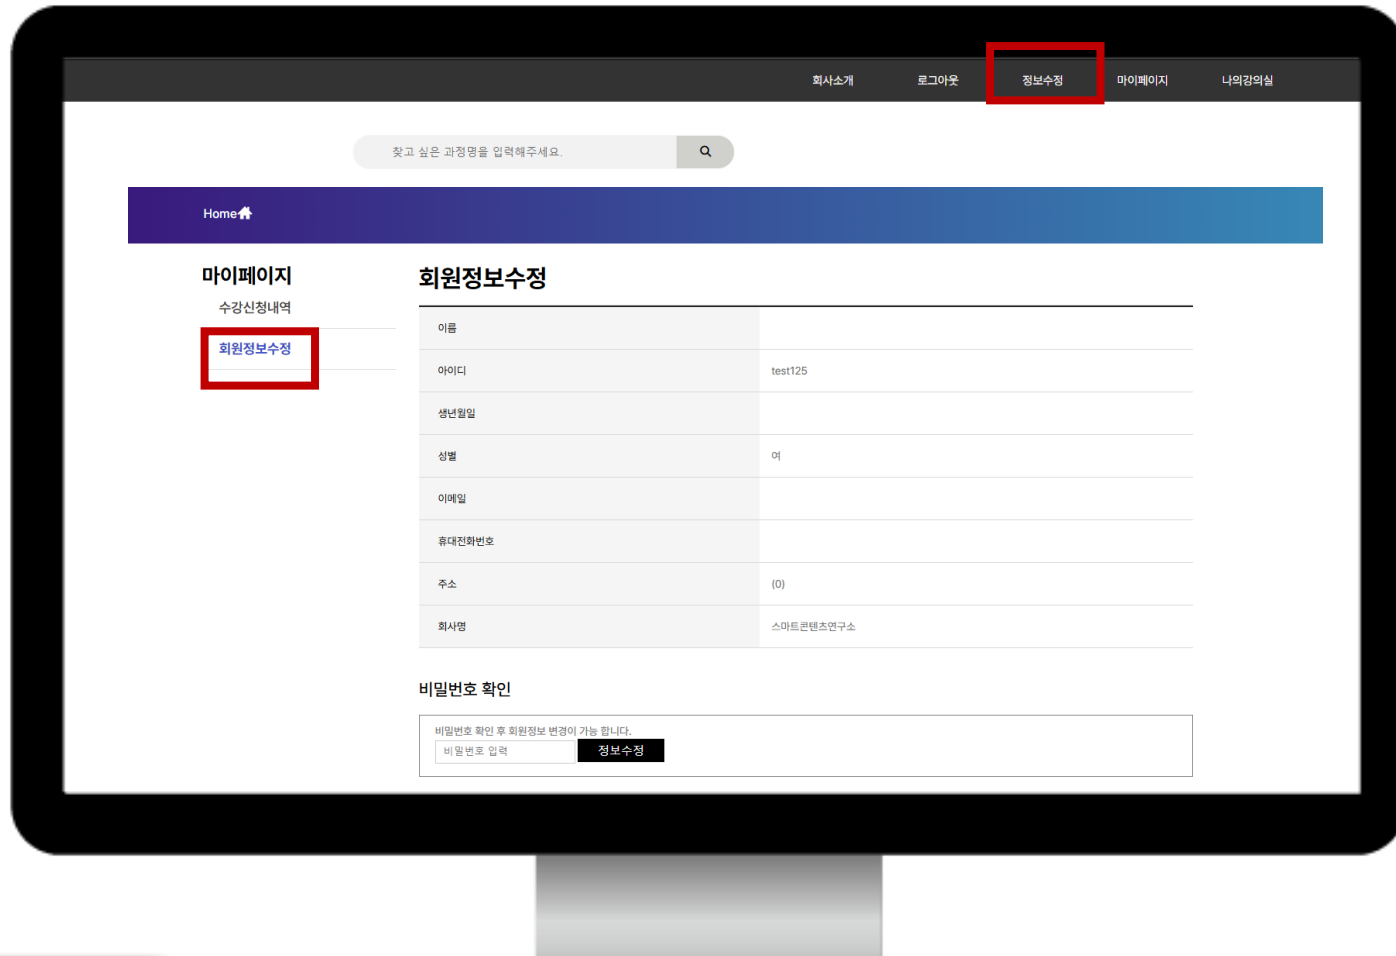 회사소개 로그아웃 정보수정 마이페이지 나의강의실
찾고 싶은 과정명을 입력해주세요.
Home
마이페이지
수강신청내역
회원정보수정
회원정보수정
이름
아이디 test125
생년월일
성별 여
이메일
휴대전화번호
주소 (0)
회사명 스마트콘텐츠연구소
비밀번호 확인
비밀번호 확인 후 회원정보 변경이 가능 합니다.
비밀번호 입력 정보수정